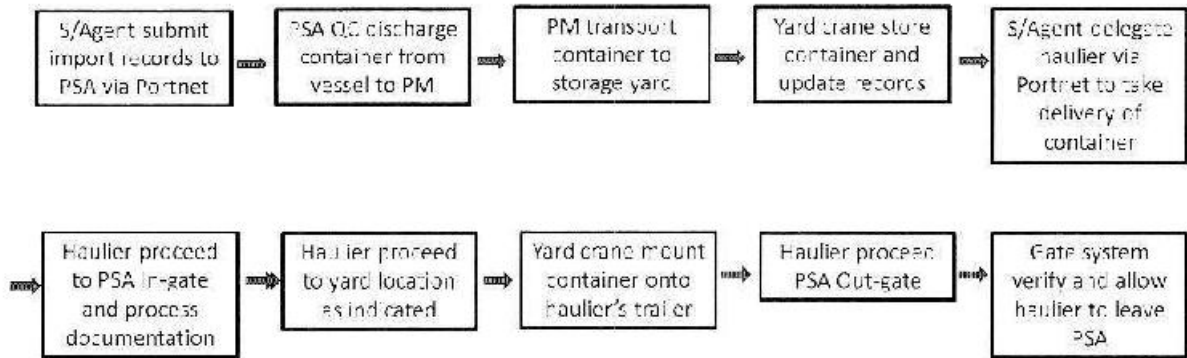 S/Agent submit
import records to
PSA via Portnet
PSA QC discharge
container from
vessel to PM
PM transport
container to
storage yard
Yard crane store
container and
update records
S/Agent delegate
haulier via
Portnet to take
delivery of
container
Haulier proceed
to PSA In-gate
and process
documentation
Haulier proceed
to yard location
as indicated
Yard crane mount
container onto
haulier's trailer
Haulier proceed
PSA Out-gate
Gate system
verify and allow
haulier to leave
PSA